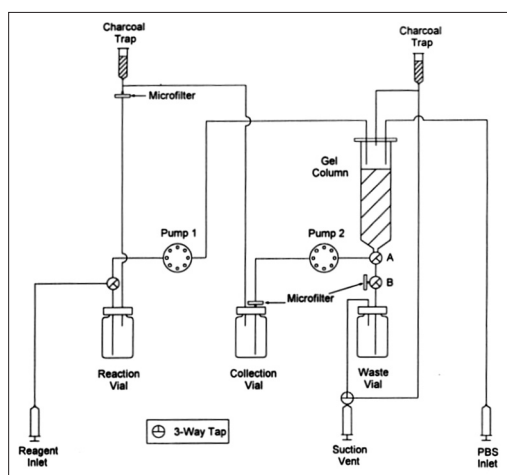 Charcoal
Trap
Charcoal
Trap
Microfilter
Gel
Column
Pump 1
Pump 2
A
B
Microfilter
Reaction
Vial
Collection
Vial
Waste
Vial
3-Way Tap
Reagent
Inlet
Suction
Vent
PBS
Inlet